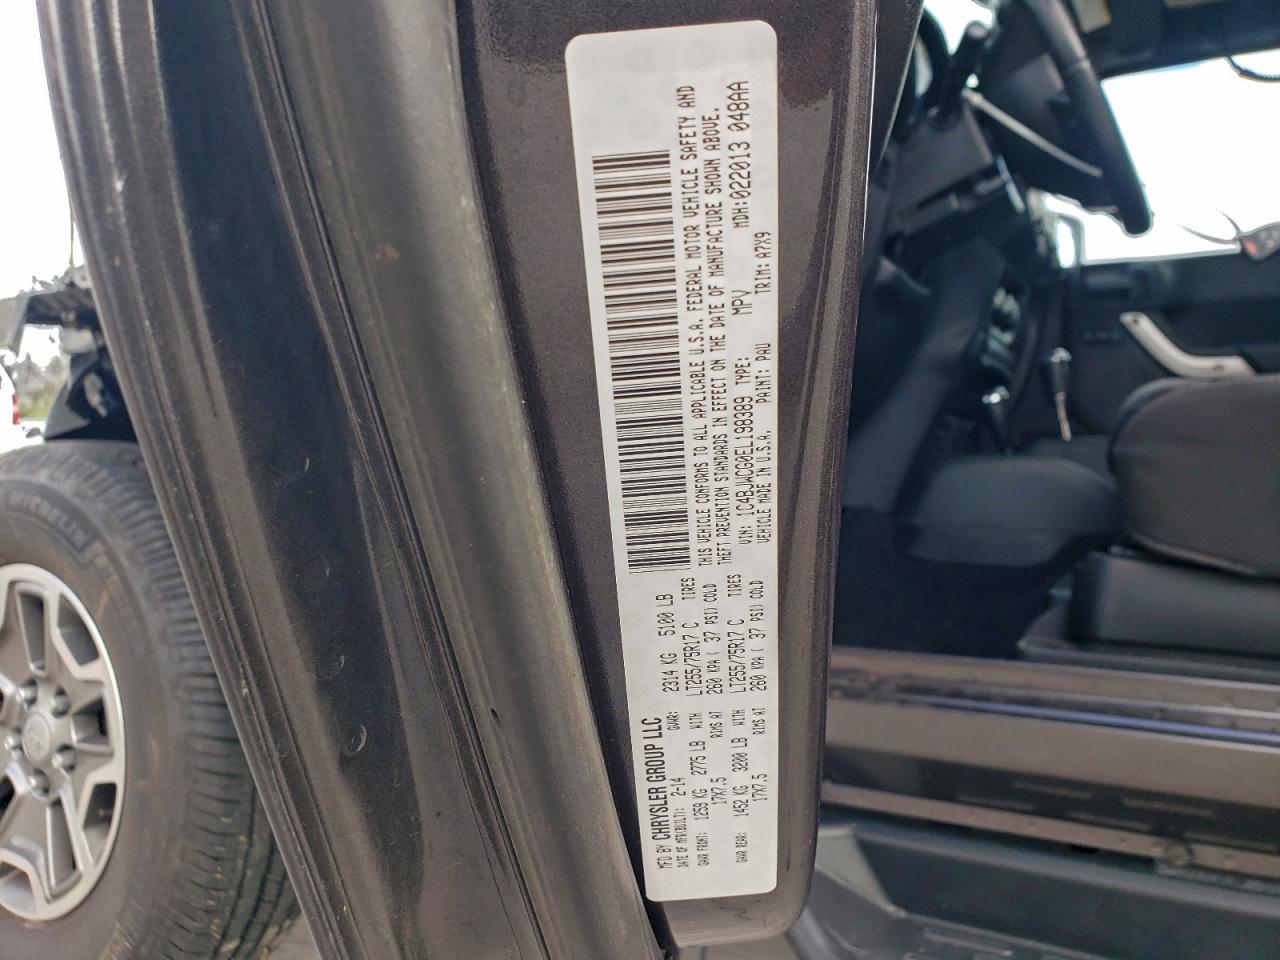 MFD BY CHRYSLER GROUP LLC
DATE OF MFR(BUILT): 2-14 GVWR: 2314 KG 5100 LB
GAWR FRONT: 1259 KG 2775 LB WITH LT255/75R17 C TIRES
17X7.5 RIMS AT 260 KPA ( 37 PSI) COLD
GAWR REAR: 1452 KG 3200 LB WITH LT255/75R17 C TIRES
17X7.5 RIMS AT 260 KPA ( 37 PSI) COLD
THIS VEHICLE CONFORMS TO ALL APPLICABLE U.S.A. FEDERAL MOTOR VEHICLE SAFETY AND
THEFT PREVENTION STANDARDS IN EFFECT ON THE DATE OF MANUFACTURE SHOWN ABOVE.
VIN: 1C4BJWCG0EL198389 TYPE: MPV MDH:022013 048AA
VEHICLE MADE IN U.S.A. PAINT: PAU TRIM: A7X9